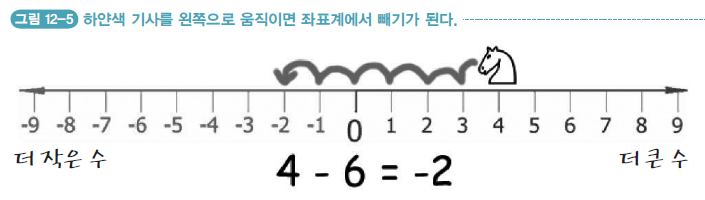 그림 12-5 하얀색 기사를 왼쪽으로 움직이면 좌표계에서 빼기가 된다.
-9 -8 -7 -6 -5 -4 -3 -2 -1 0 1 2 3 4 5 6 7 8 9
더 작은 수 더 큰 수
4 - 6 = -2